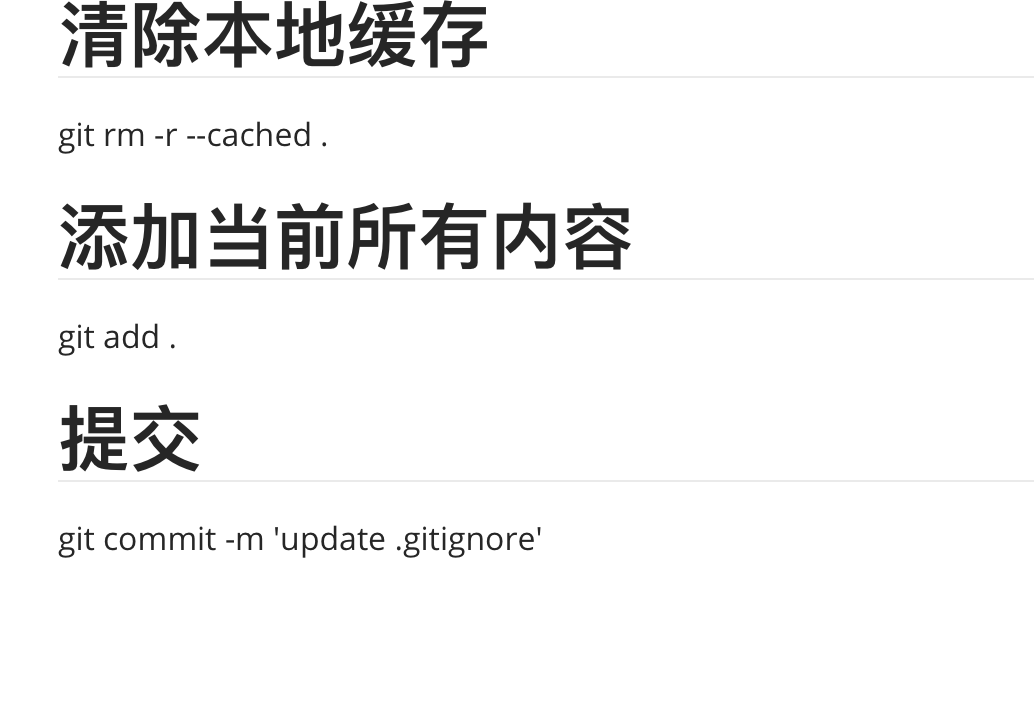 清除本地缓存
git rm -r --cached .
添加当前所有内容
git add .
提交
git commit -m 'update .gitignore'